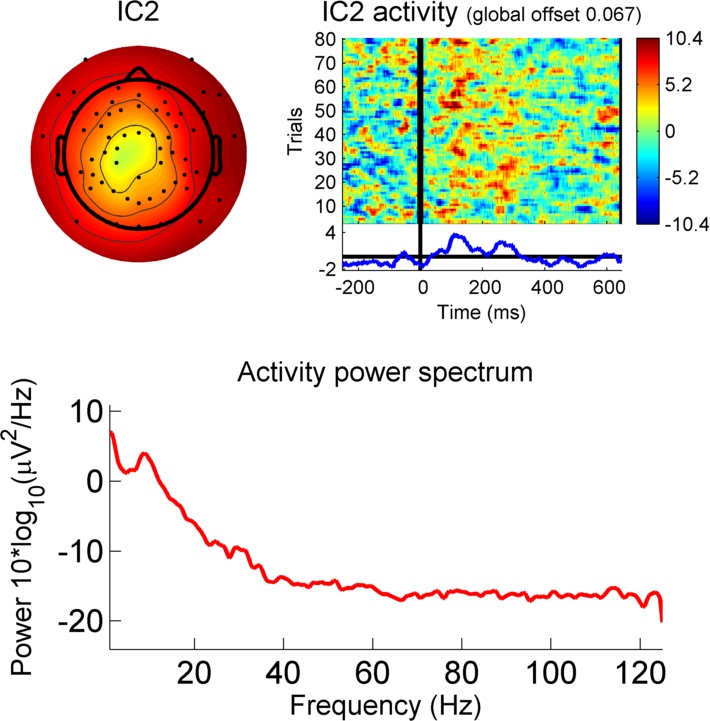 IC2
IC2 activity (global offset 0.067)
80
70
60
50
40
30
20
10
Trials
10.4
5.2
0
-5.2
-10.4
4
-2
-200 0 200 400 600
Time (ms)
Activity power spectrum
10
0
-10
-20
Power 10*log10(μV2/Hz)
20 40 60 80 100 120
Frequency (Hz)